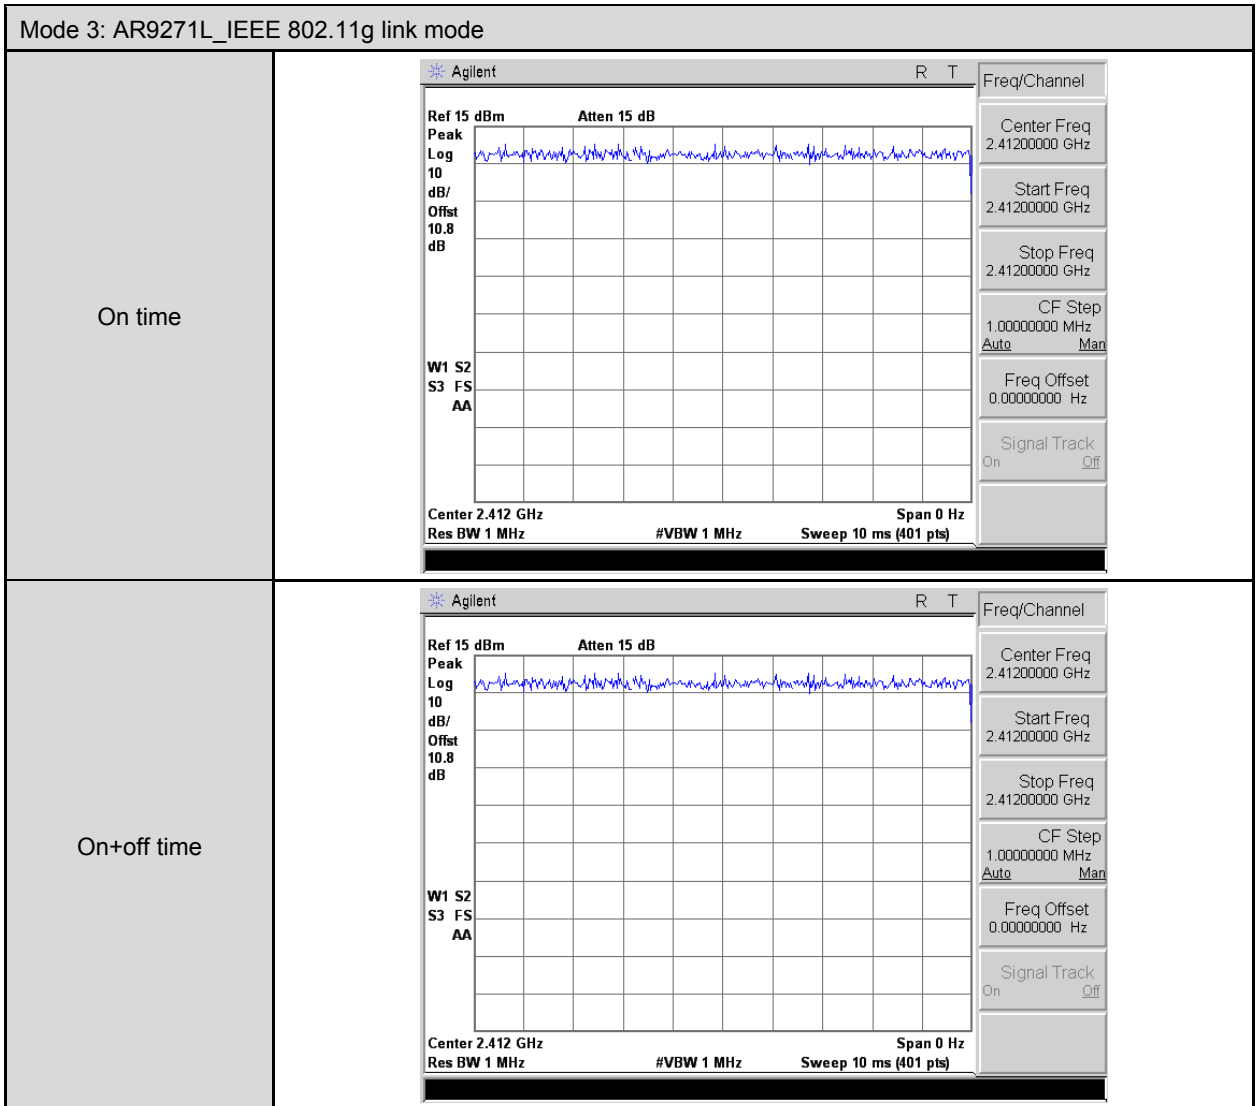 Mode 3: AR9271L_IEEE 802.11g link mode
On time
Agilent R T
Ref 15 dBm Atten 15 dB
Peak
Log
10
dB/
Offst
10.8
dB
W1 S2
S3 FS
AA
Center 2.412 GHz Span 0 Hz
Res BW 1 MHz #VBW 1 MHz Sweep 10 ms (401 pts)
Freq/Channel
Center Freq
2.41200000 GHz
Start Freq
2.41200000 GHz
Stop Freq
2.41200000 GHz
CF Step
1.00000000 MHz
Auto Man
Freq Offset
0.00000000 Hz
Signal Track
On Off
On+off time
Agilent R T
Ref 15 dBm Atten 15 dB
Peak
Log
10
dB/
Offst
10.8
dB
W1 S2
S3 FS
AA
Center 2.412 GHz Span 0 Hz
Res BW 1 MHz #VBW 1 MHz Sweep 10 ms (401 pts)
Freq/Channel
Center Freq
2.41200000 GHz
Start Freq
2.41200000 GHz
Stop Freq
2.41200000 GHz
CF Step
1.00000000 MHz
Auto Man
Freq Offset
0.00000000 Hz
Signal Track
On Off